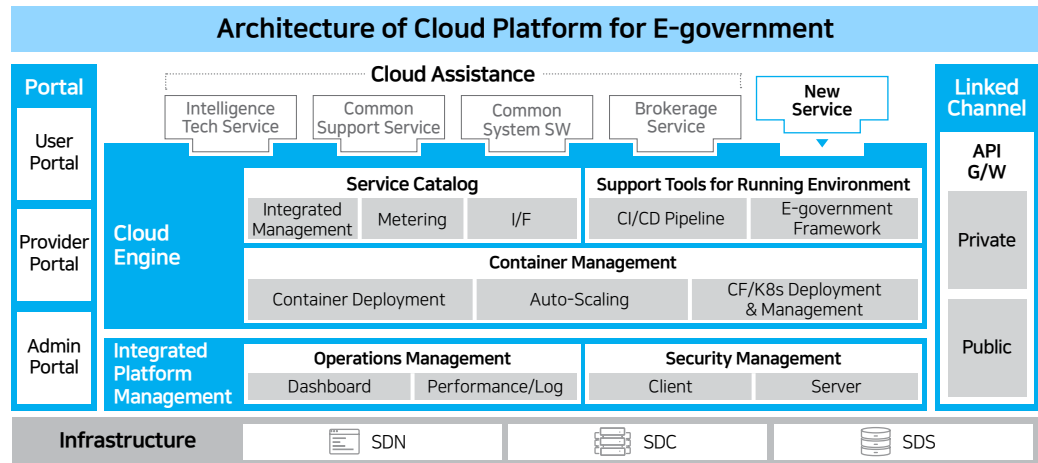 Architecture of Cloud Platform for E-government
Portal
User
Portal
Provider
Portal
Admin
Portal
Cloud Assistance
Intelligence
Tech Service
Common
Support Service
Common
System SW
Brokerage
Service
New
Service
Cloud
Engine
Service Catalog
Integrated
Management
Metering
I/F
Support Tools for Running Environment
CI/CD Pipeline
E-government
Framework
Container Management
Container Deployment
Auto-Scaling
CF/K8s Deployment
& Management
Integrated
Platform
Management
Operations Management
Dashboard
Performance/Log
Security Management
Client
Server
Linked
Channel
API
G/W
Private
Public
Infrastructure
SDN
SDC
SDS